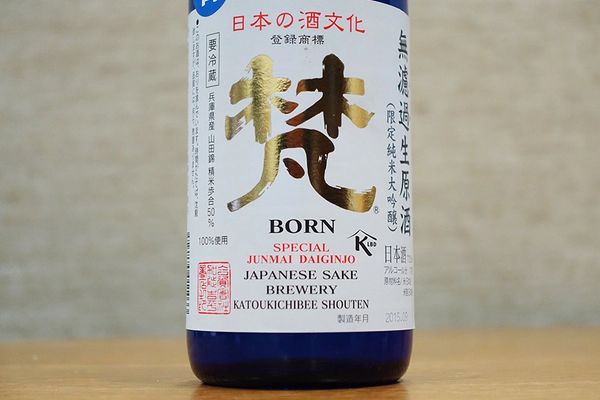 日本の酒文化
登録商標
梵
®
BORN
SPECIAL
JUNMAI DAIGINJO
JAPANESE SAKE
BREWERY
KATOUKICHIBEE SHOUTEN
製造年月
2015.09
無濾過生原酒
(限定純米大吟醸)
日本酒
要冷蔵
兵庫県産 山田錦 精米歩合50%
100%使用
K LBD